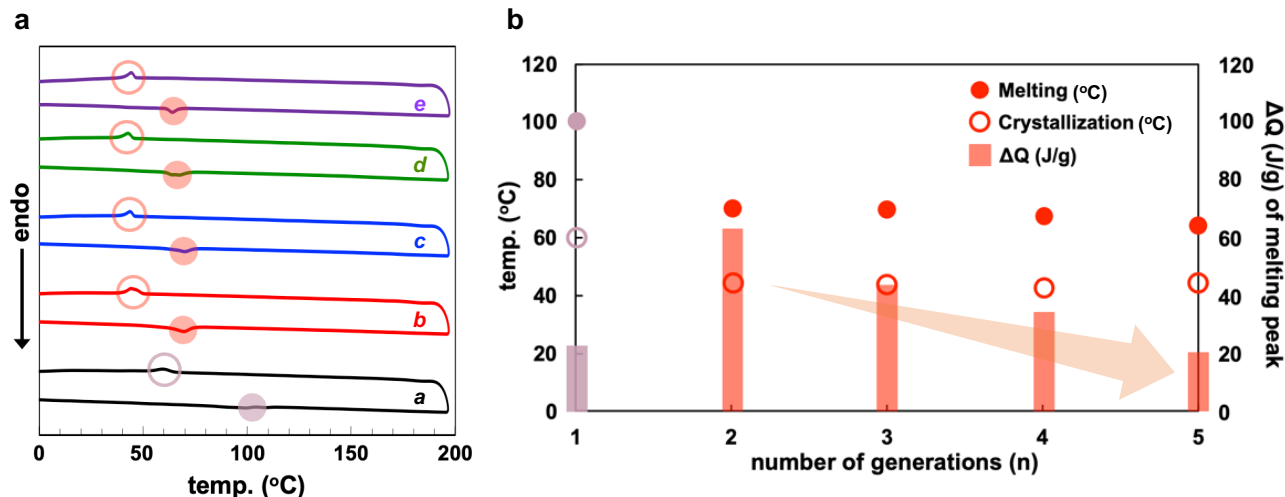 a
e
d
c
b
a
endo
0 50 100 150 200
temp. (°C)
b
120 120
100 100
80 80
60 60
40 40
20 20
0 0
1 2 3 4 5
temp. (°C)
ΔQ (J/g) of melting peak
Melting (°C)
Crystallization (°C)
ΔQ (J/g)
number of generations (n)